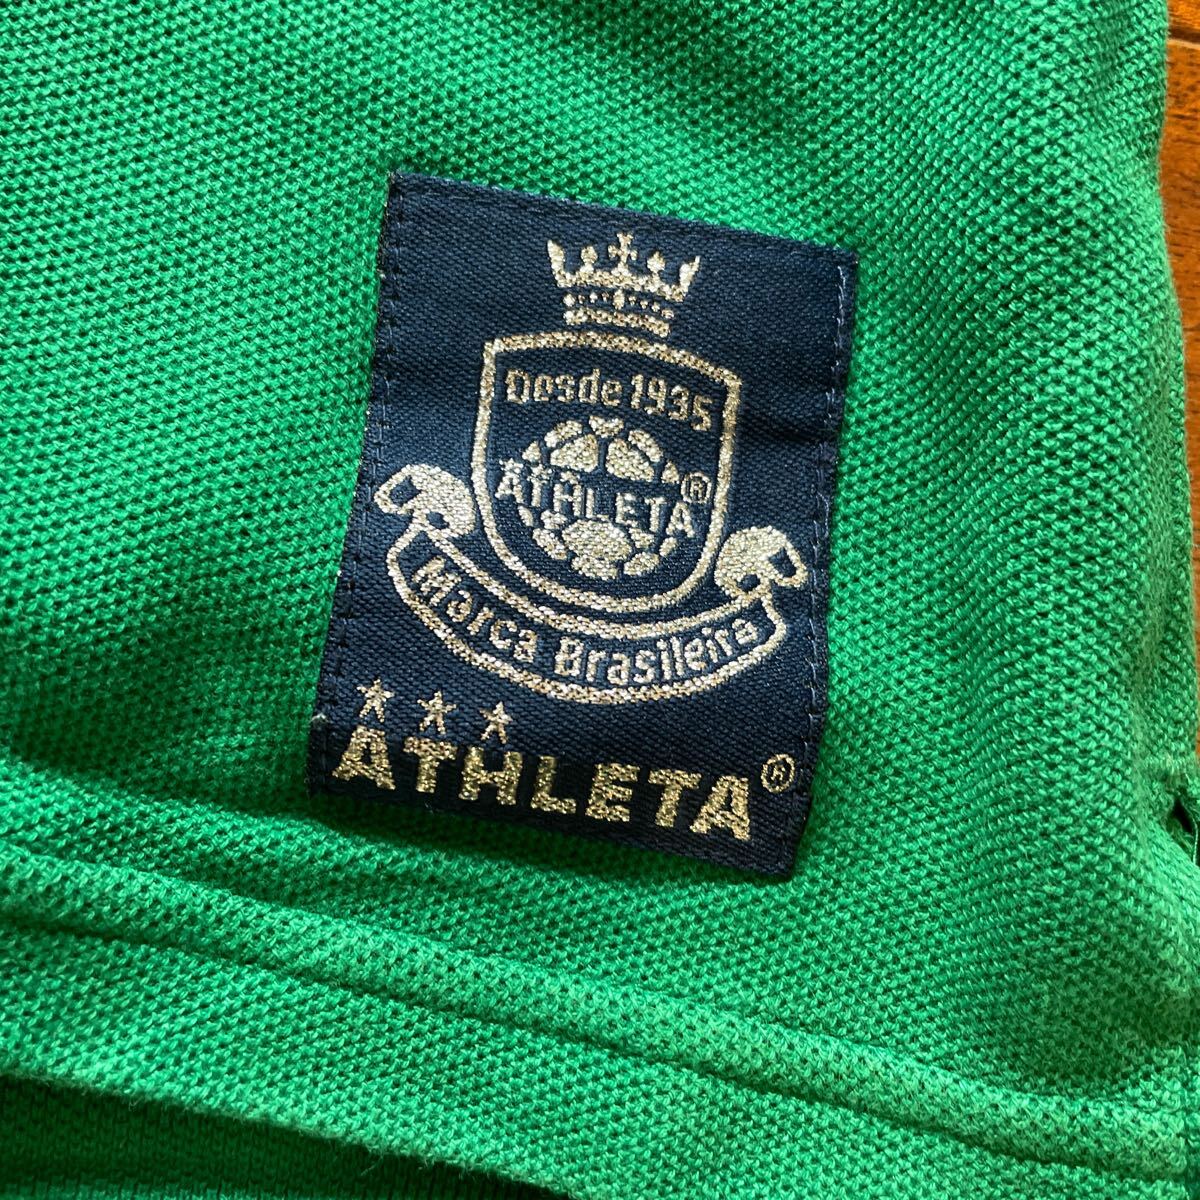 Desde 1935
ATHLETA®
Marca Brasileira
ATHLETA®